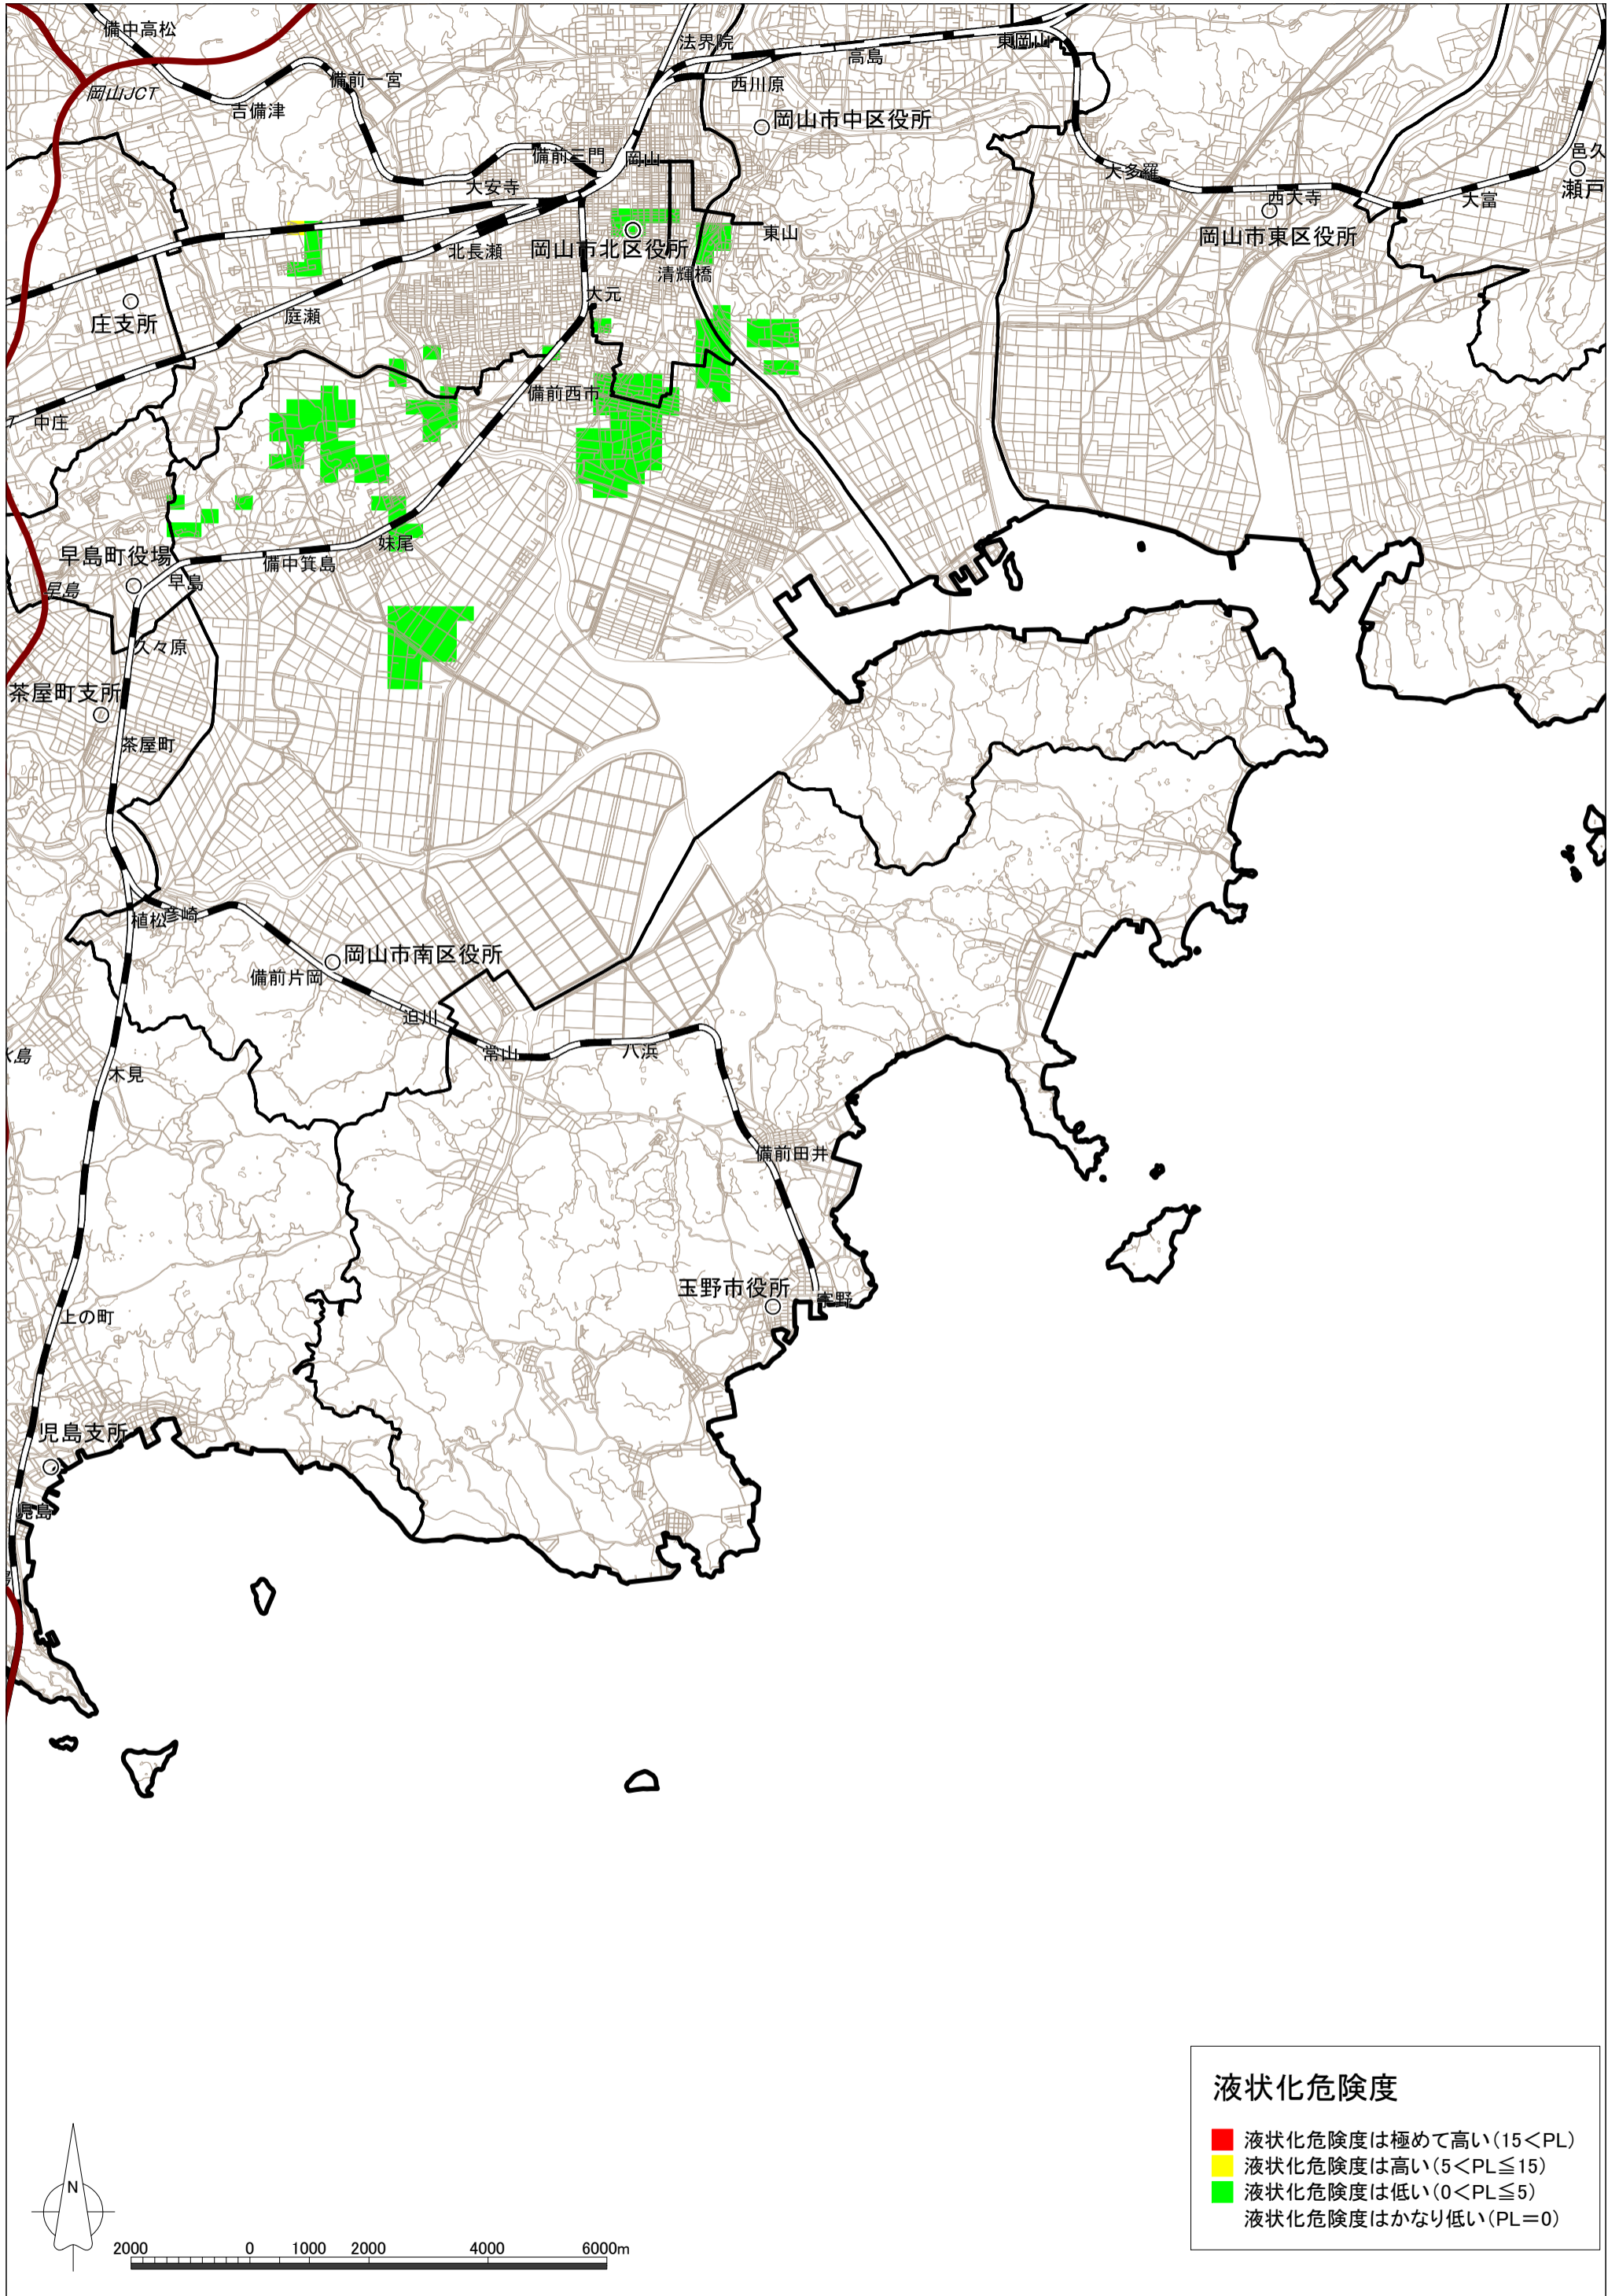 備中高松
法界院
東岡山
高島
備前一宮
西川原
岡山JCT
吉備津
岡山市中区役所
備前三門
岡山
邑久
大多羅
大安寺
瀬戸
西大寺
大富
東山
岡山市東区役所
岡山市北区役所
北長瀬
清輝橋
大元
庭瀬
庄支所
備前西市
中庄
妹尾
早島町役場
備中箕島
早島
早島
久々原
茶屋町支所
茶屋町
植松
彦崎
岡山市南区役所
備前片岡
迫川
常山
八浜
木見
備前田井
玉野市役所
宇野
上の町
児島支所
児島
液状化危険度
液状化危険度は極めて高い(15<PL)
液状化危険度は高い(5<PL≦15)
液状化危険度は低い(0<PL≦5)
液状化危険度はかなり低い(PL=0)
N
2000 0 1000 2000 4000 6000m